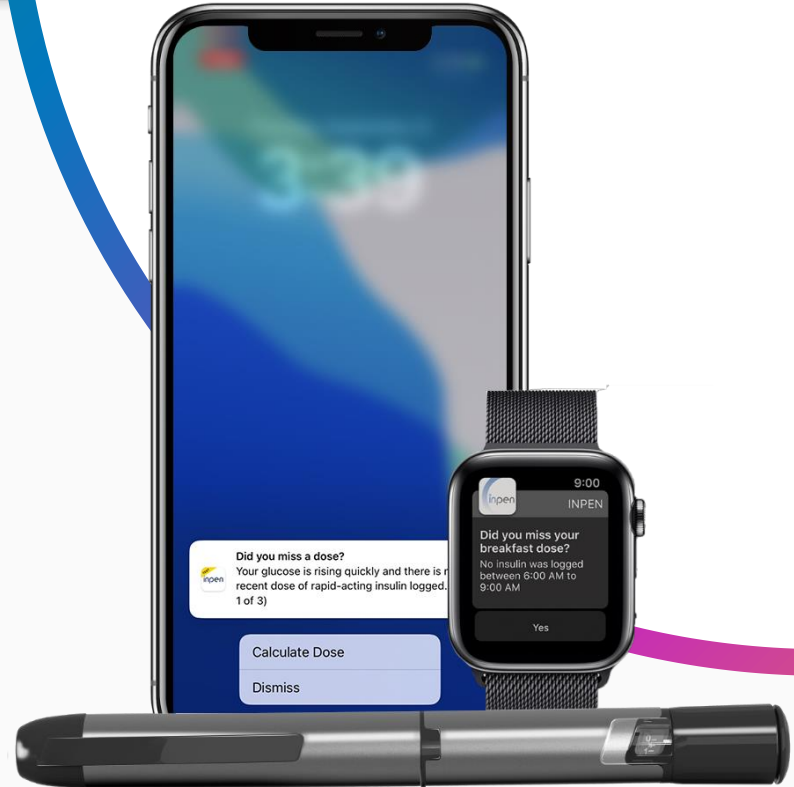 3:39
Did you miss a dose?
Your glucose is rising quickly and there is
recent dose of rapid-acting insulin logged.
1 of 3)
inpen
Calculate Dose
Dismiss
inpen
9:00
INPEN
Did you miss your
breakfast dose?
No insulin was logged
between 6:00 AM to
9:00 AM
Yes